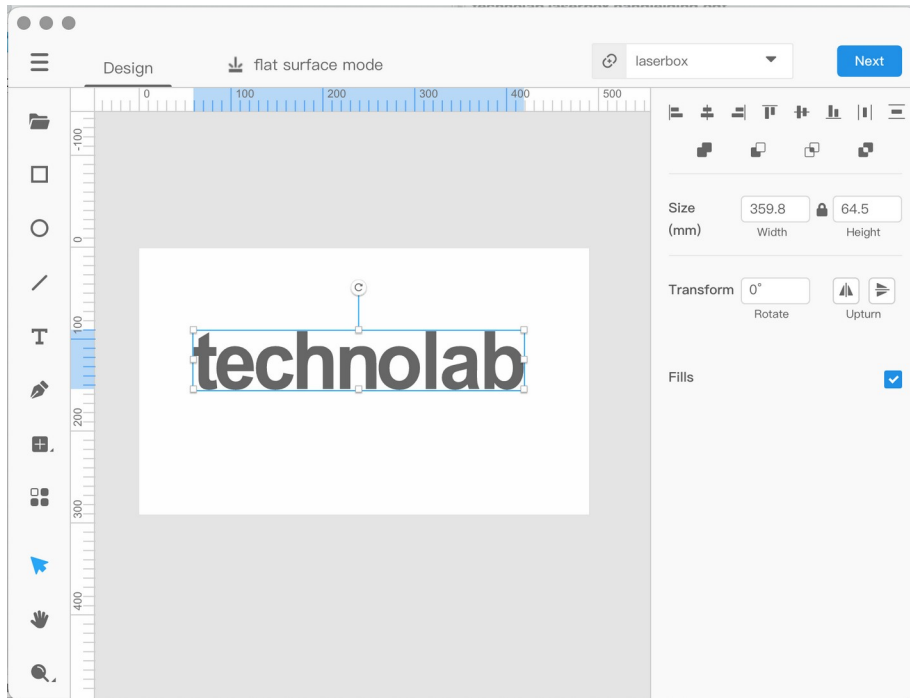 Design
flat surface mode
laserbox
Next
0 100 200 300 400 500
-100
0
100
200
300
400
Size
(mm)
359.8
64.5
Width
Height
Transform
0°
Rotate
Upturn
Fills
technolab